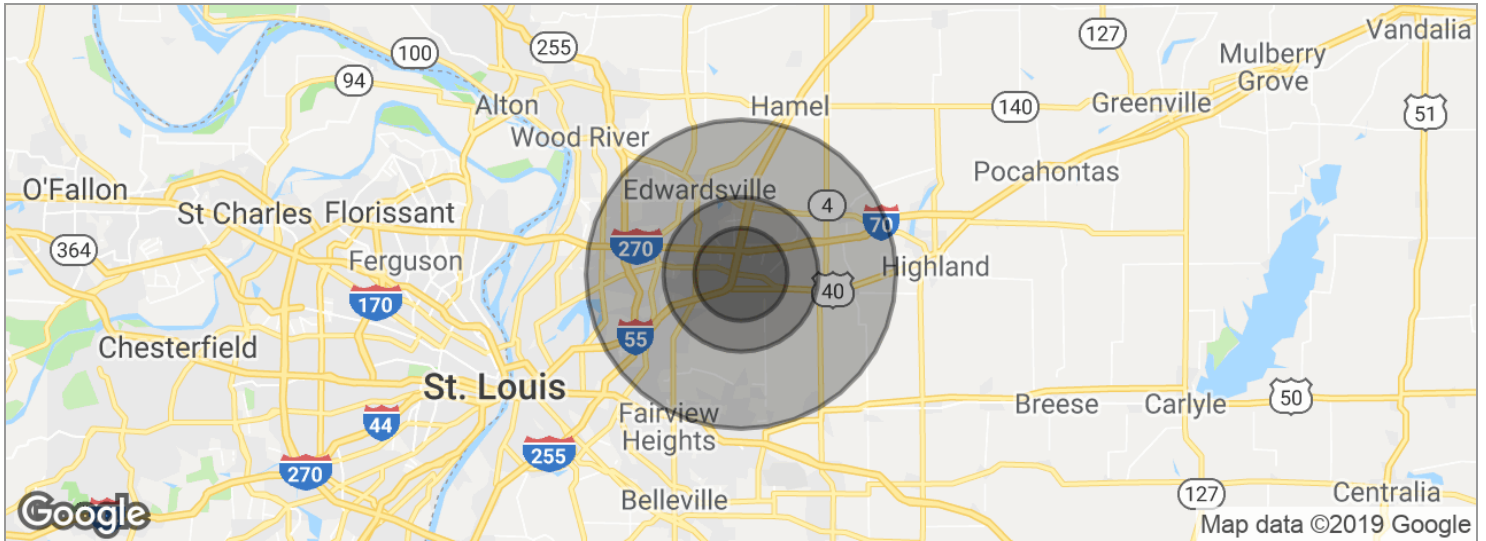 Vandalia
127
255
100
Mulberry
Grove
94
Alton
Hamel
140
Greenville
51
Wood River
Pocahontas
O'Fallon
Edwardsville
St Charles
Florissant
4
70
364
270
Ferguson
Highland
170
40
55
Chesterfield
St. Louis
Breese
Carlyle
50
Fairview
Heights
44
255
270
Belleville
127
Centralia
Google
Map data ©2019 Google